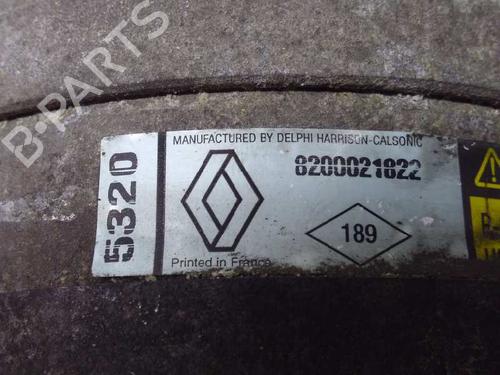 B-PARTS
MANUFACTURED BY DELPHI HARRISON-CALSONIC
5320
8200021822
189
Printed in France